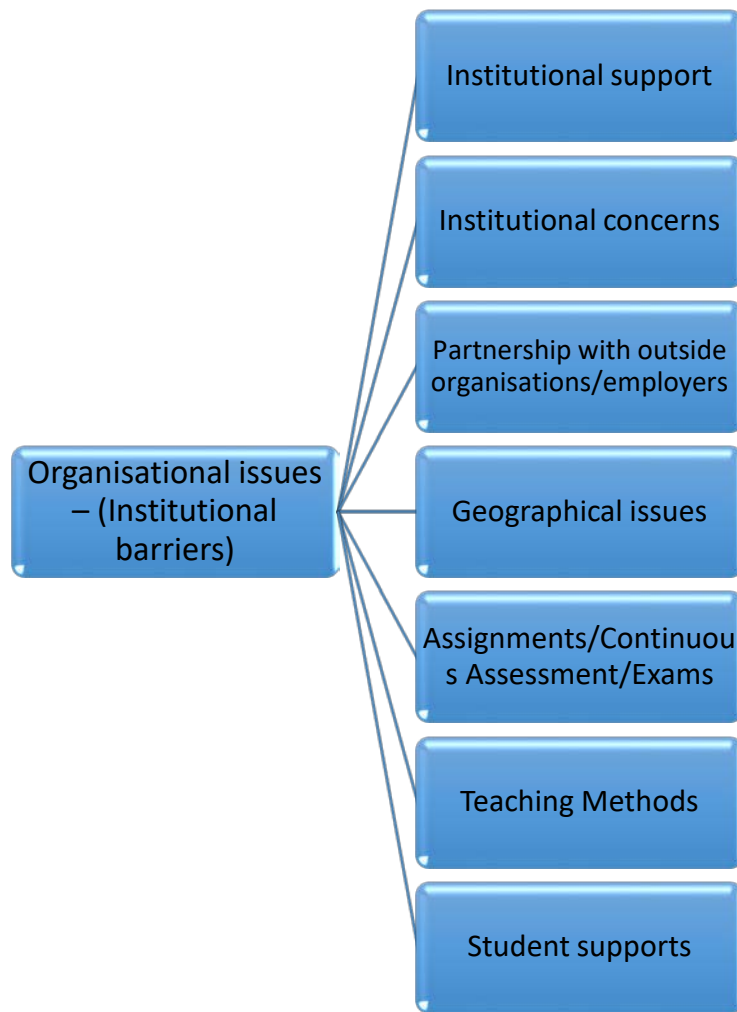 Institutional support
Institutional concerns
Partnership with outside
organisations/employers
Organisational issues
– (Institutional
barriers)
Geographical issues
Assignments/Continuou
s Assessment/Exams
Teaching Methods
Student supports